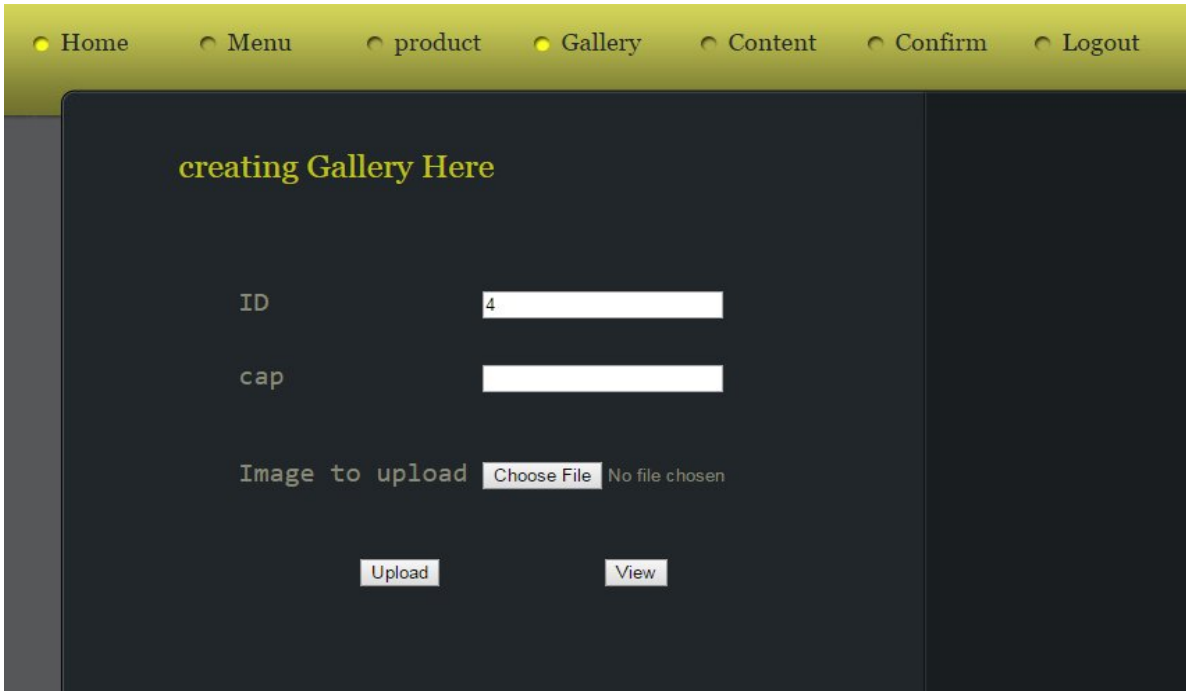 Home Menu product Gallery Content Confirm Logout
creating Gallery Here
ID 4
cap
Image to upload Choose File No file chosen
Upload View